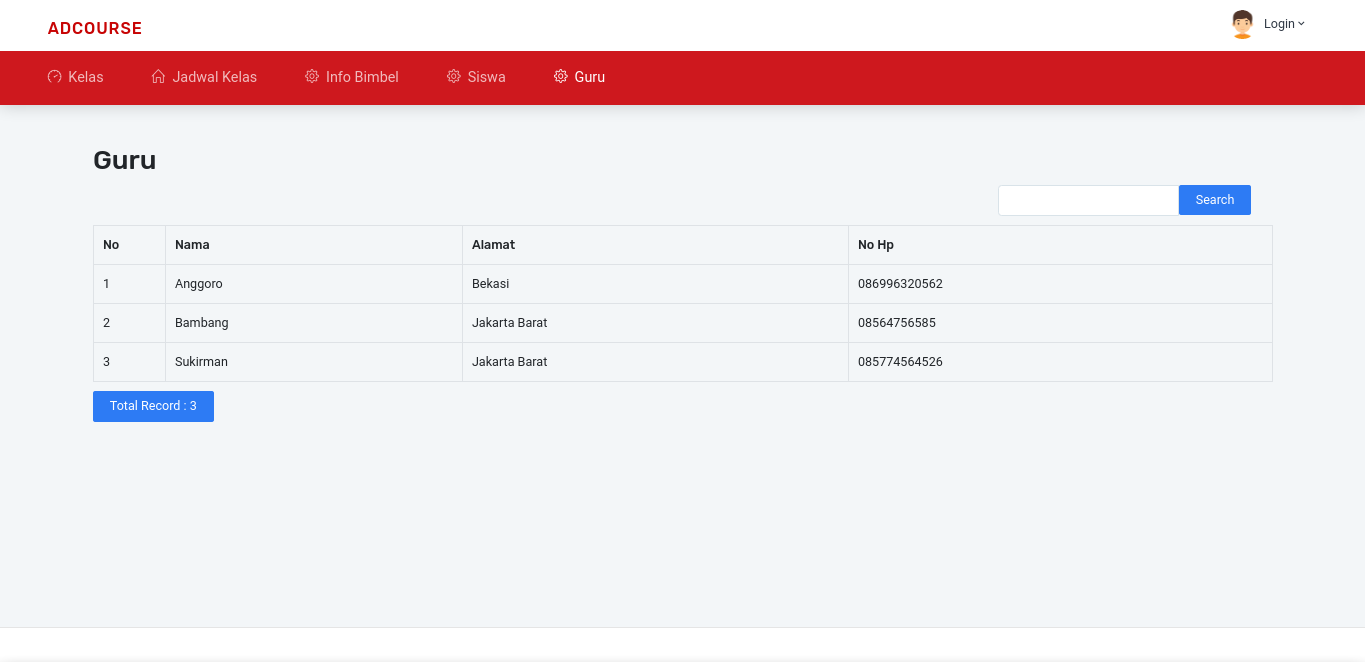 ADCOURSE
Login
Kelas Jadwal Kelas Info Bimbel Siswa Guru
Guru
Search
No Nama Alamat No Hp
1 Anggoro Bekasi 086996320562
2 Bambang Jakarta Barat 08564756585
3 Sukirman Jakarta Barat 085774564526
Total Record : 3